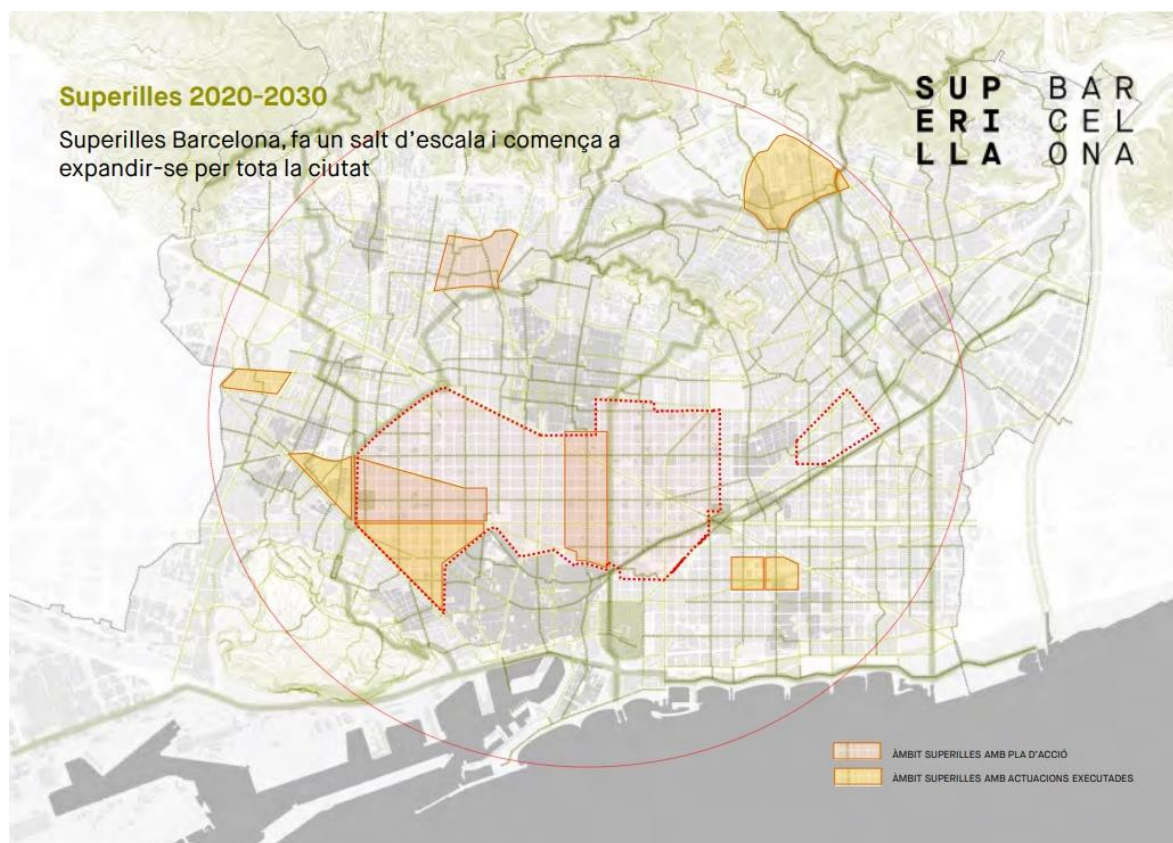 Superilles 2020-2030
Superilles Barcelona, fa un salt d'escala i comença a
expandir-se per tota la ciutat
SUP BAR
ERI CEL
LLA ONA
ÀMBIT SUPERILLES AMB PLA D'ACCIÓ
ÀMBIT SUPERILLES AMB ACTUACIONS EXECUTADES